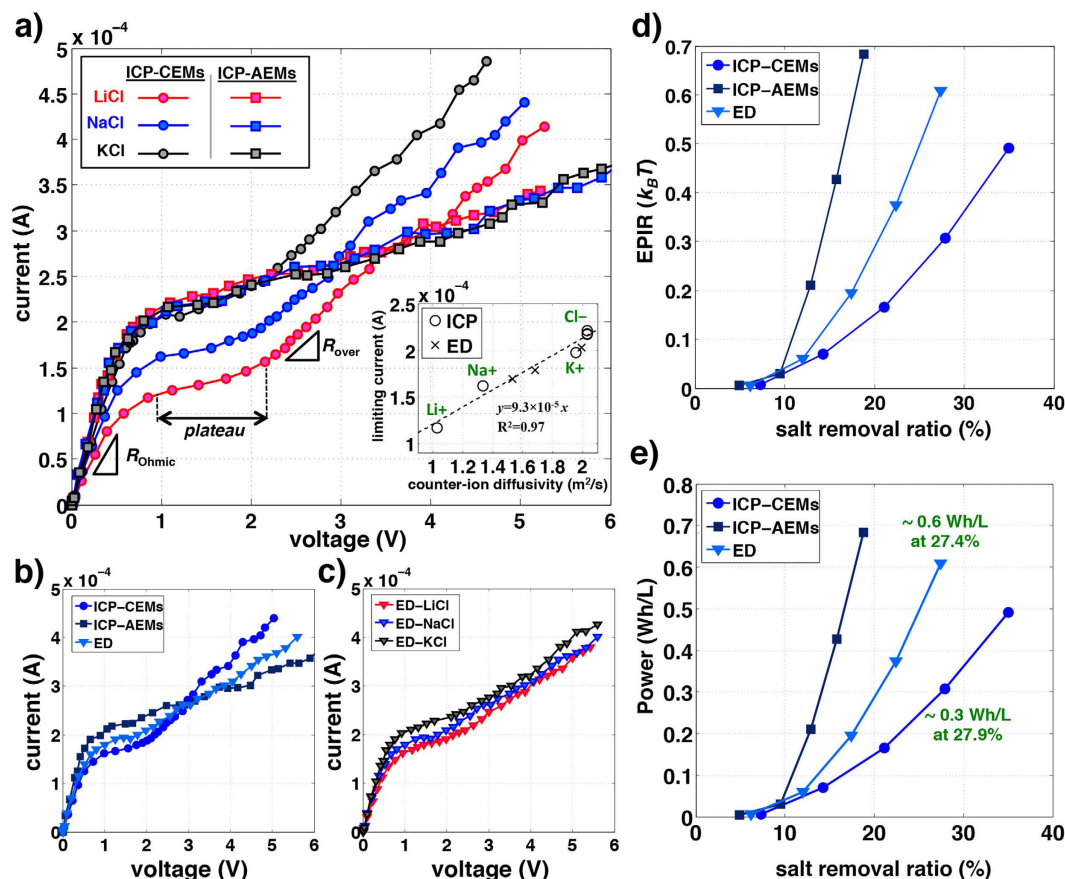 a)
x 10⁻⁴
5
4.5
4
3.5
3
2.5
2
1.5
1
0.5
0
current (A)
ICP-CEMs ICP-AEMs
LiCl
NaCl
KCl
R_Ohmic
plateau
R_over
x 10⁻⁴
2.5
2
1.5
1
limiting current (A)
ICP
ED
Li+
Na+
K+
Cl−
y=9.3×10⁻⁵ x
R²=0.97
1 1.2 1.4 1.6 1.8 2
counter-ion diffusivity (m²/s)
0 1 2 3 4 5 6
voltage (V)
b)
x 10⁻⁴
5
4
3
2
1
0
current (A)
ICP−CEMs
ICP−AEMs
ED
0 1 2 3 4 5 6
voltage (V)
c)
x 10⁻⁴
5
4
3
2
1
0
current (A)
ED−LiCl
ED−NaCl
ED−KCl
0 1 2 3 4 5 6
voltage (V)
d)
0.7
0.6
0.5
0.4
0.3
0.2
0.1
0
EPIR (k_BT)
ICP−CEMs
ICP−AEMs
ED
0 10 20 30 40
salt removal ratio (%)
e)
0.8
0.7
0.6
0.5
0.4
0.3
0.2
0.1
0
Power (Wh/L)
ICP−CEMs
ICP−AEMs
ED
~ 0.6 Wh/L
at 27.4%
~ 0.3 Wh/L
at 27.9%
0 10 20 30 40
salt removal ratio (%)